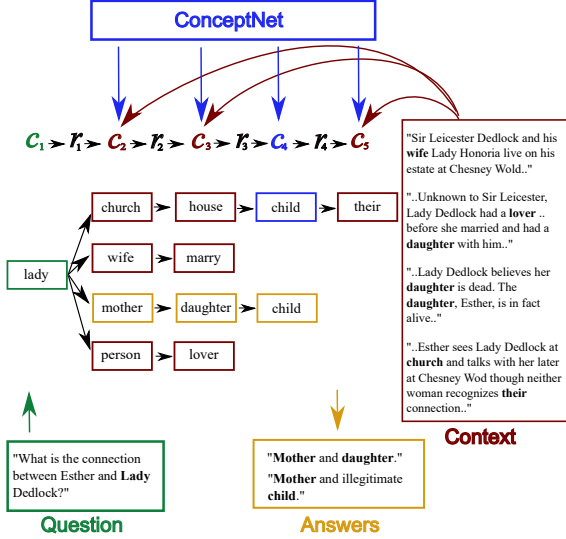 ConceptNet
c1 r1 c2 r2 c3 r3 c4 r4 c5
church house child their
wife marry
lady
mother daughter child
person lover
"Sir Leicester Dedlock and his
wife Lady Honoria live on his
estate at Chesney Wold.."
"..Unknown to Sir Leicester,
Lady Dedlock had a lover ..
before she married and had a
daughter with him.."
"..Lady Dedlock believes her
daughter is dead. The
daughter, Esther, is in fact
alive.."
"..Esther sees Lady Dedlock at
church and talks with her later
at Chesney Wod though neither
woman recognizes their
connection.."
Context
"What is the connection
between Esther and Lady
Dedlock?"
Question
"Mother and daughter."
"Mother and illegitimate
child."
Answers